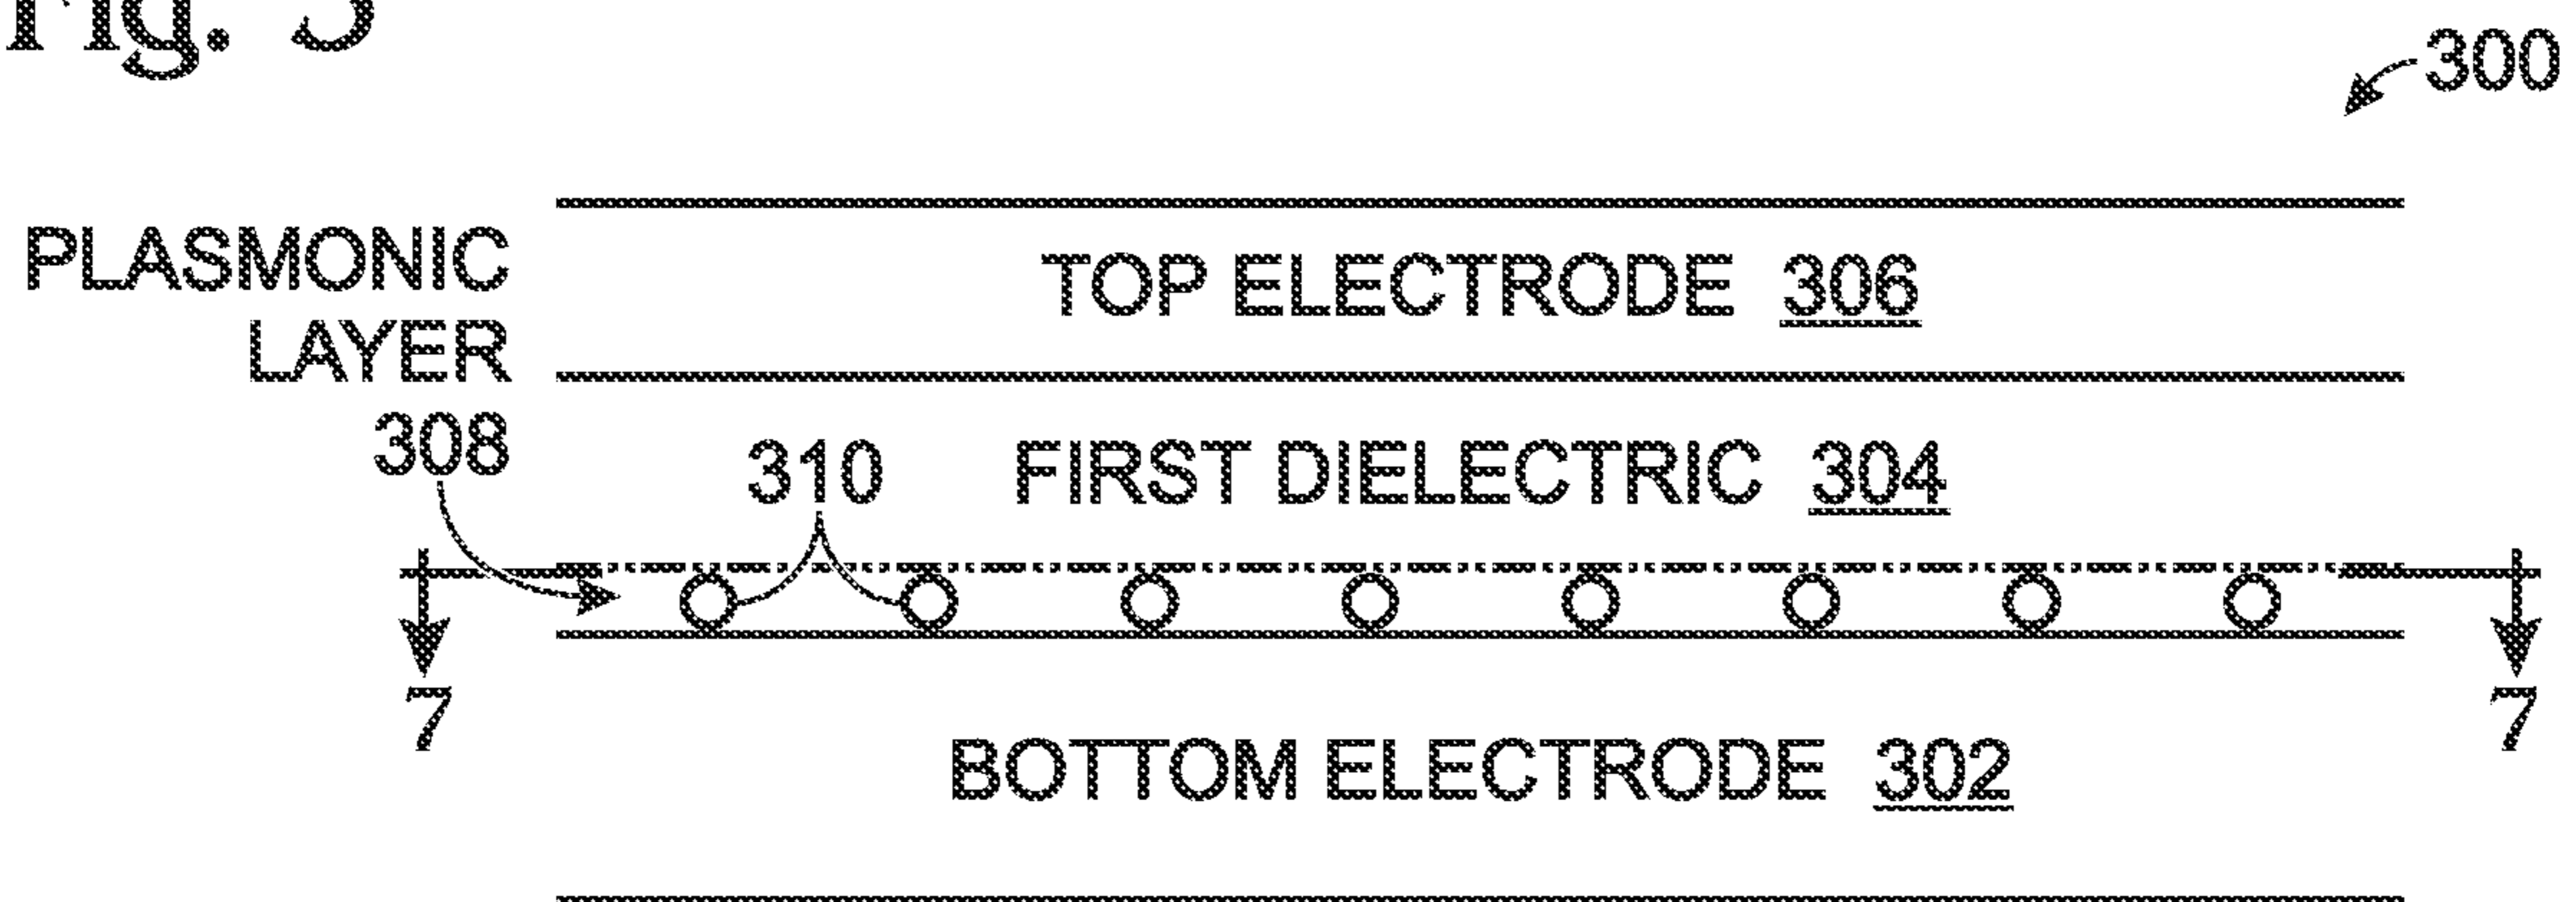 Fig. 3
300
PLASMONIC
LAYER
308
TOP ELECTRODE 306
310
FIRST DIELECTRIC 304
7
7
BOTTOM ELECTRODE 302